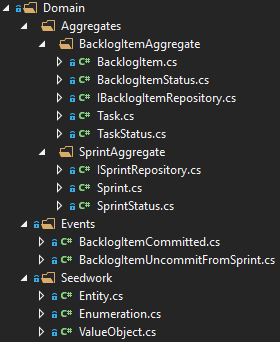 Domain
Aggregates
BacklogItemAggregate
C# BacklogItem.cs
C# BacklogItemStatus.cs
C# IBacklogItemRepository.cs
C# Task.cs
C# TaskStatus.cs
SprintAggregate
C# ISprintRepository.cs
C# Sprint.cs
C# SprintStatus.cs
Events
C# BacklogItemCommitted.cs
C# BacklogItemUncommitFromSprint.cs
Seedwork
C# Entity.cs
C# Enumeration.cs
C# ValueObject.cs